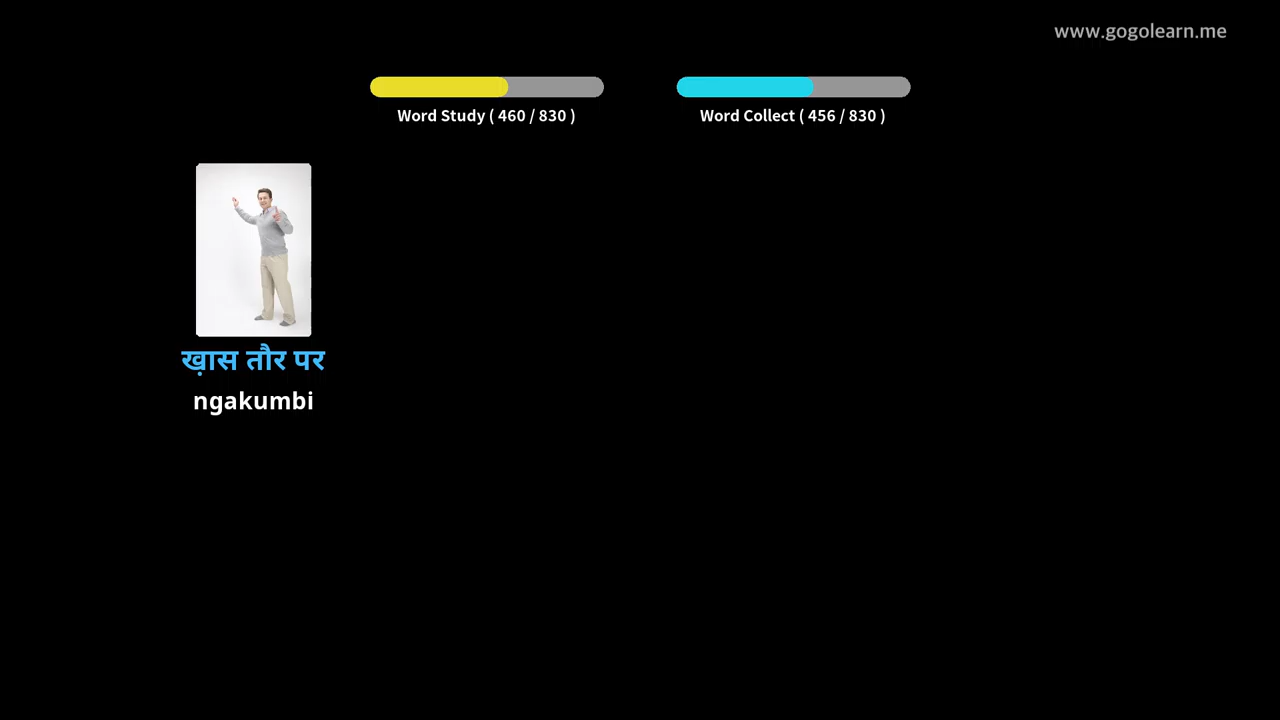 www.gogolearn.me
Word Study ( 460 / 830 )
Word Collect ( 456 / 830 )
ख़ास तौर पर
ngakumbi